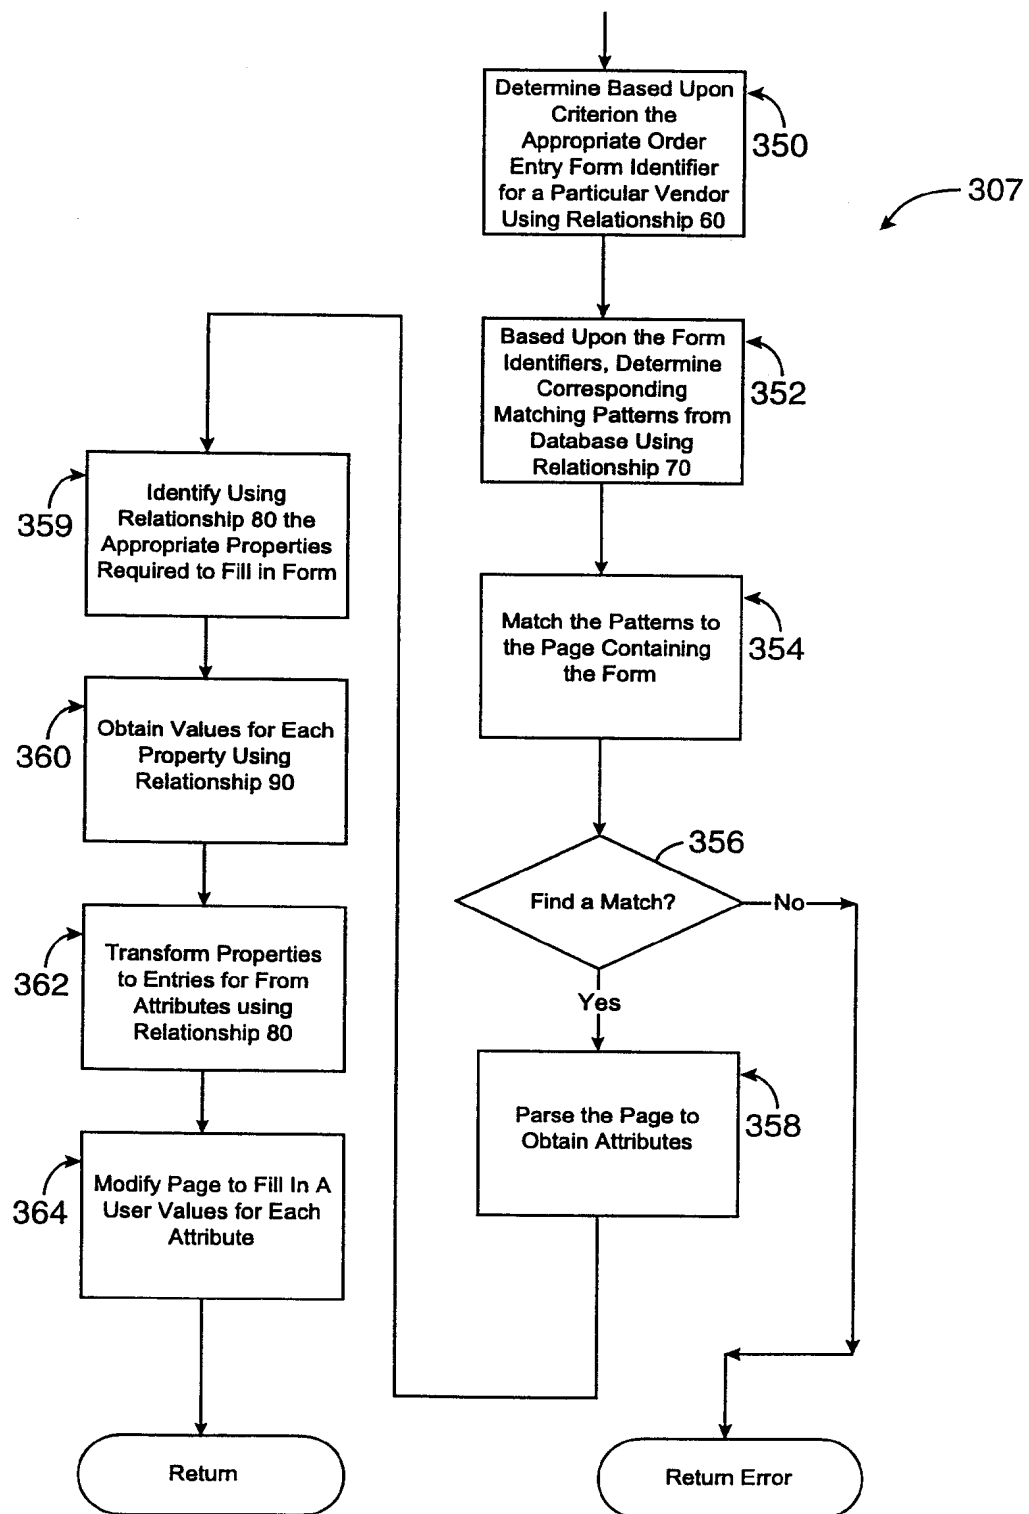 Determine Based Upon
Criterion the
Appropriate Order
Entry Form Identifier
for a Particular Vendor
Using Relationship 60
350
307
Based Upon the Form
Identifiers, Determine
Corresponding
Matching Patterns from
Database Using
Relationship 70
352
Match the Patterns to
the Page Containing
the Form
354
Find a Match?
356
No
Yes
Parse the Page to
Obtain Attributes
358
Identify Using
Relationship 80 the
Appropriate Properties
Required to Fill in Form
359
Obtain Values for Each
Property Using
Relationship 90
360
Transform Properties
to Entries for From
Attributes using
Relationship 80
362
Modify Page to Fill In A
User Values for Each
Attribute
364
Return
Return Error